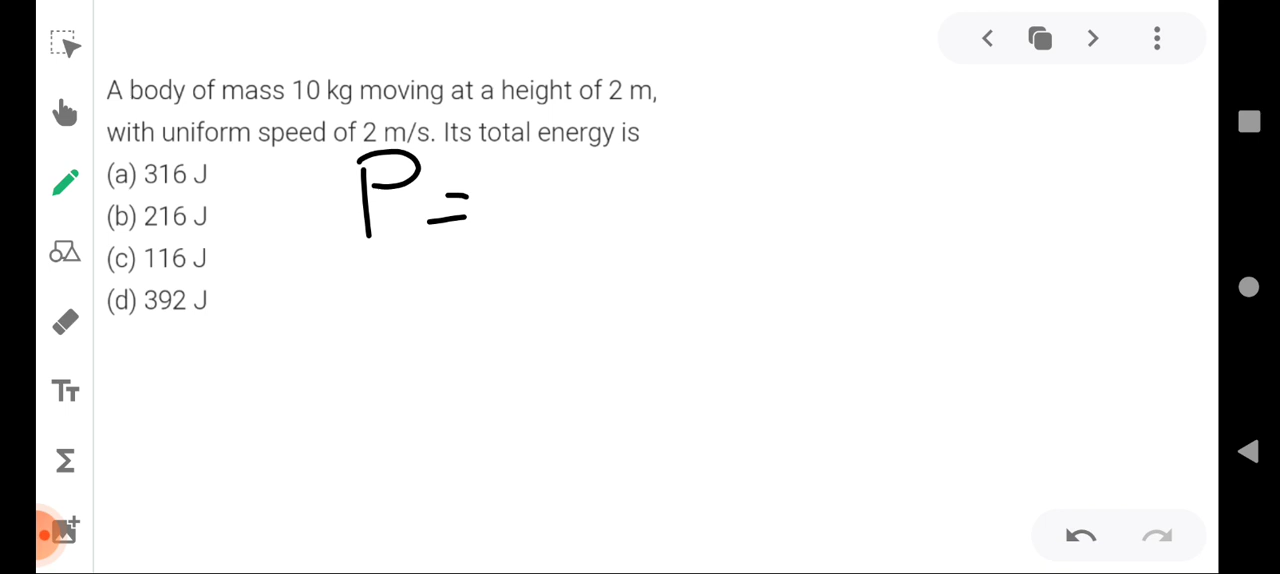 A body of mass 10 kg moving at a height of 2 m,
with uniform speed of 2 m/s. Its total energy is
(a) 316 J
P =
(b) 216 J
(c) 116 J
(d) 392 J